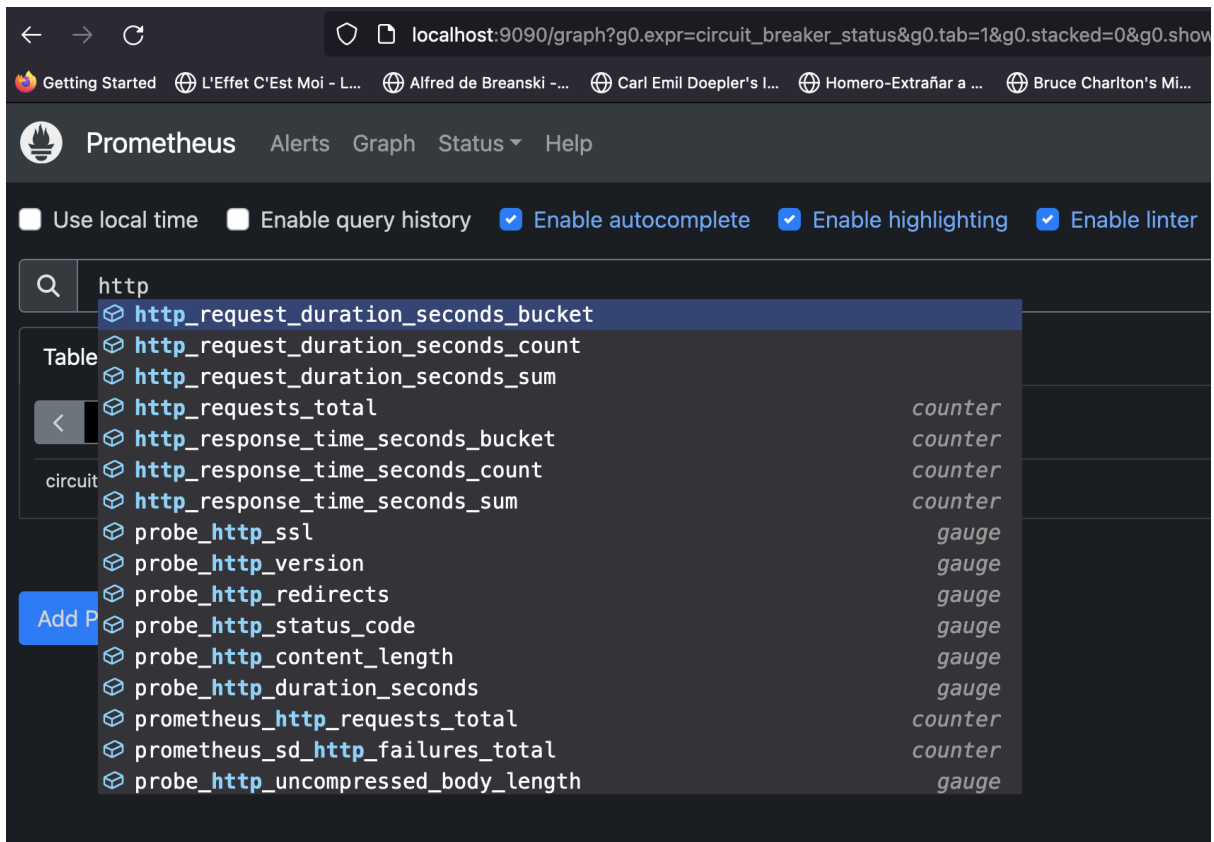 localhost:9090/graph?g0.expr=circuit_breaker_status&g0.tab=1&g0.stacked=0&g0.show
Getting Started L'Effet C'Est Moi - L... Alfred de Breanski -... Carl Emil Doepler's I... Homero-Extrañar a ... Bruce Charlton's Mi...
Prometheus Alerts Graph Status Help
Use local time Enable query history Enable autocomplete Enable highlighting Enable linter
http
http_request_duration_seconds_bucket
Table http_request_duration_seconds_count
http_request_duration_seconds_sum
http_requests_total counter
http_response_time_seconds_bucket counter
circuit http_response_time_seconds_count counter
http_response_time_seconds_sum counter
probe_http_ssl gauge
probe_http_version gauge
probe_http_redirects gauge
Add P probe_http_status_code gauge
probe_http_content_length gauge
probe_http_duration_seconds gauge
prometheus_http_requests_total counter
prometheus_sd_http_failures_total counter
probe_http_uncompressed_body_length gauge